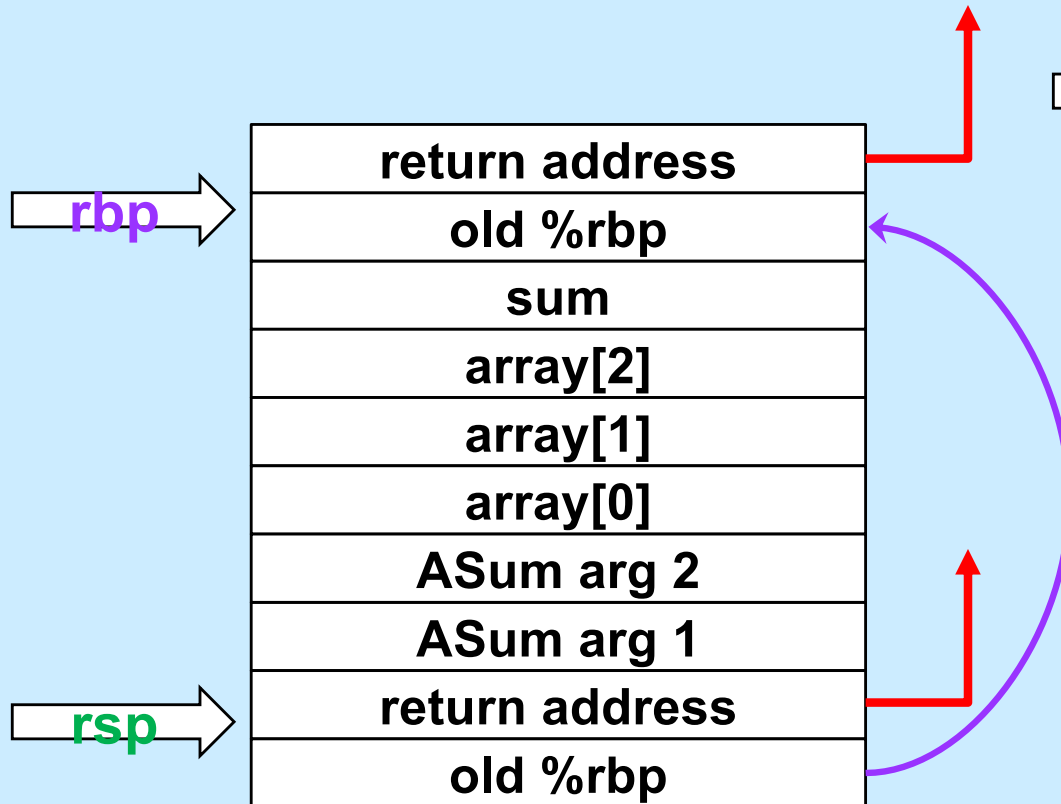 return address
rbp
old %rbp
sum
array[2]
array[1]
array[0]
ASum arg 2
ASum arg 1
return address
rsp
old %rbp